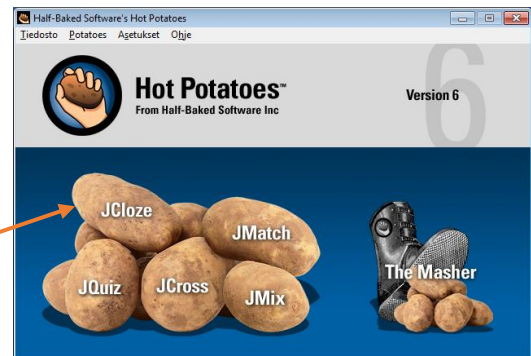 Half-Baked Software's Hot Potatoes
Tiedosto Potatoes Asetukset Ohje
Hot Potatoes™
From Half-Baked Software Inc
Version 6
6
JCloze
JMatch
JQuiz
JCross
JMix
The Masher